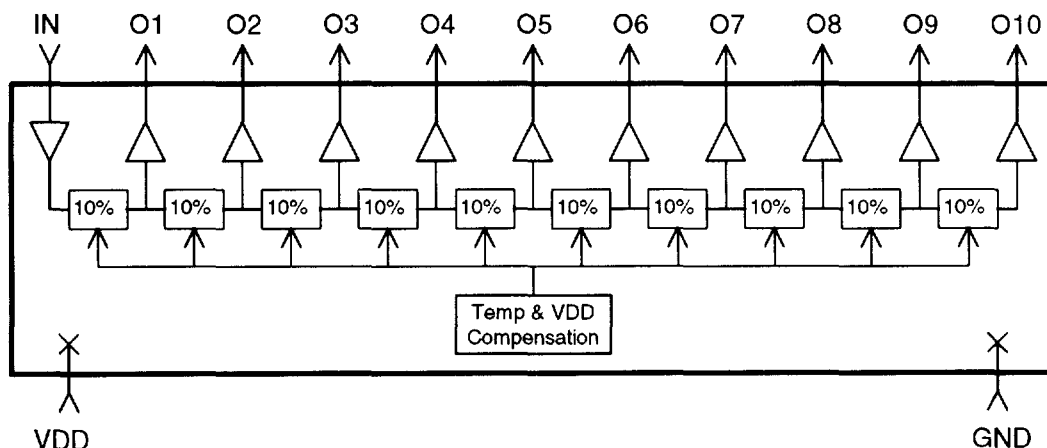 IN O1 O2 O3 O4 O5 O6 O7 O8 O9 O10
10% 10% 10% 10% 10% 10% 10% 10% 10% 10%
Temp & VDD
Compensation
VDD GND